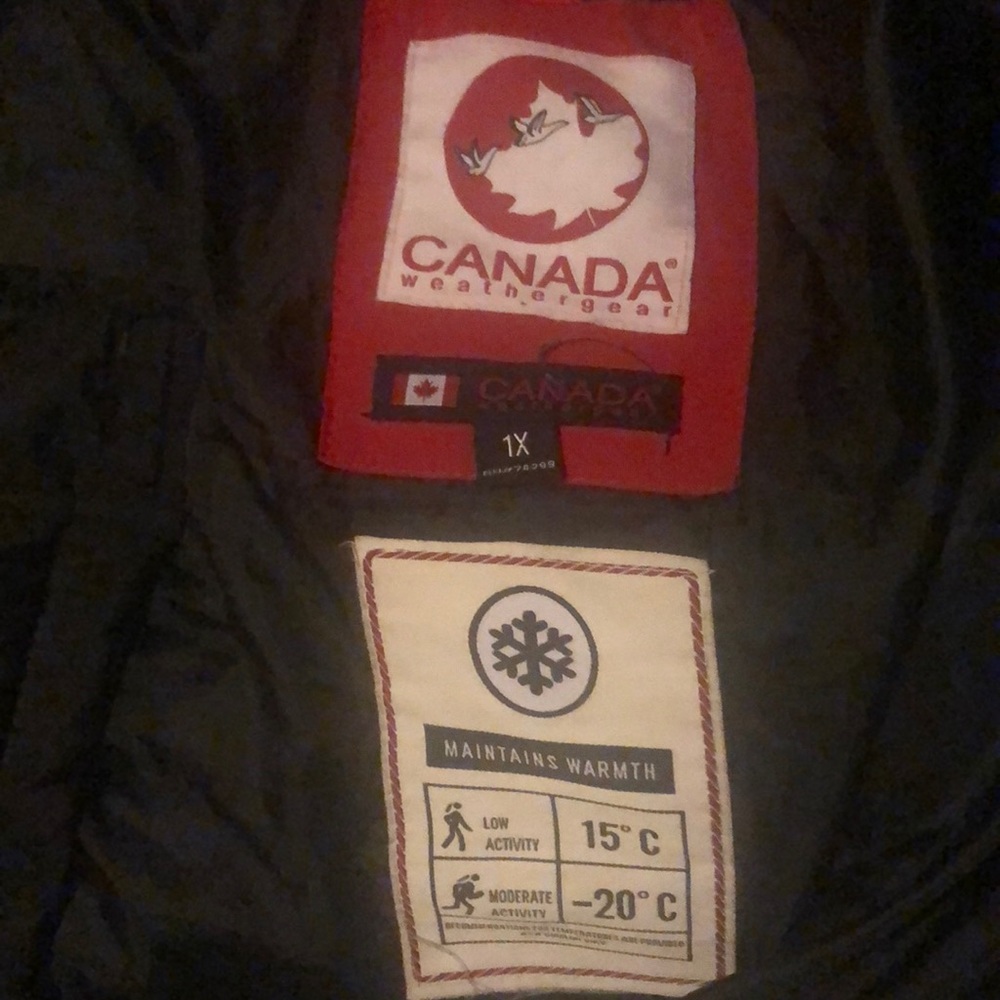 CANADA®
weathergear
CANADA
1X
MAINTAINS WARMTH
LOW
ACTIVITY
15° C
MODERATE
ACTIVITY
-20° C